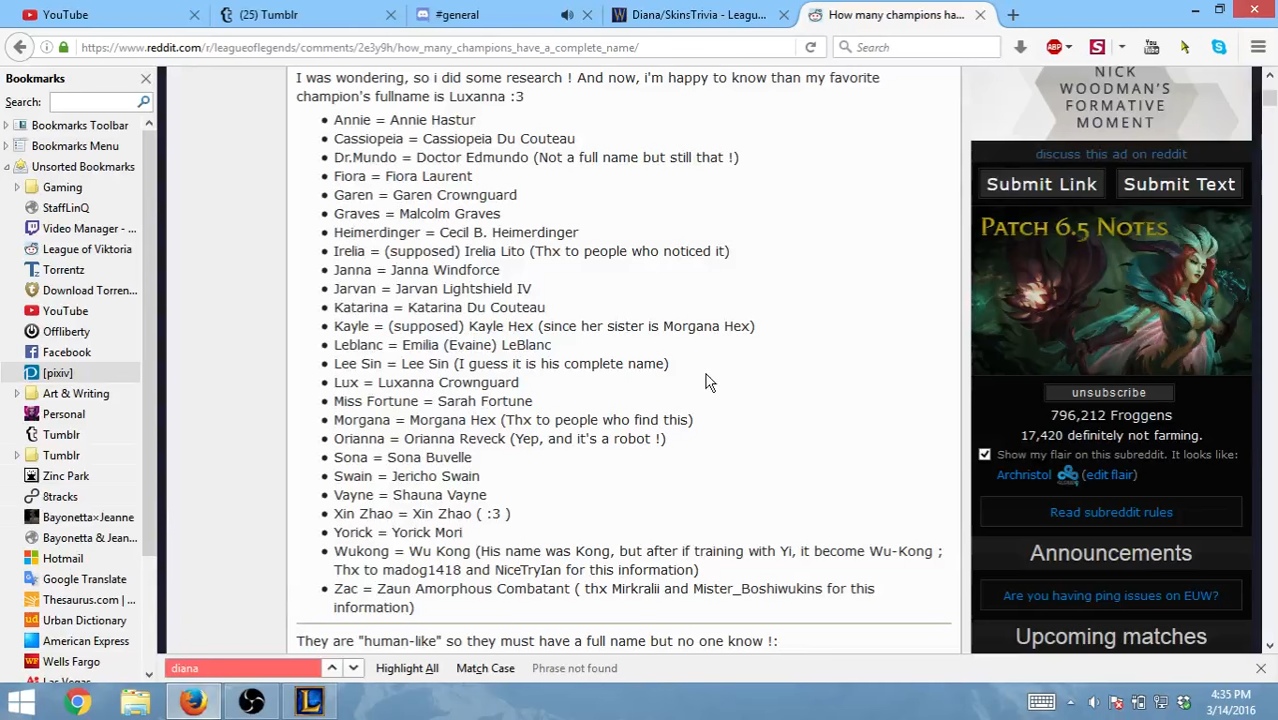 YouTube
(25) Tumblr
#general
Diana/SkinsTrivia - Leagu...
How many champions ha...
https://www.reddit.com/r/leagueoflegends/comments/2e3y9h/how_many_champions_have_a_complete_name/
Search
ABP
S
You Tube
Bookmarks
Search:
Bookmarks Toolbar
Bookmarks Menu
Unsorted Bookmarks
Gaming
StaffLinQ
Video Manager - ...
League of Viktoria
Torrentz
Download Torren...
YouTube
Offliberty
Facebook
[pixiv]
Art & Writing
Personal
Tumblr
Tumblr
Zinc Park
8tracks
Bayonetta×Jeanne
Bayonetta & Jean...
Hotmail
Google Translate
Thesaurus.com | ...
Urban Dictionary
American Express
Wells Fargo
Las Vegas
I was wondering, so i did some research ! And now, i'm happy to know than my favorite
champion's fullname is Luxanna :3
• Annie = Annie Hastur
• Cassiopeia = Cassiopeia Du Couteau
• Dr.Mundo = Doctor Edmundo (Not a full name but still that !)
• Fiora = Fiora Laurent
• Garen = Garen Crownguard
• Graves = Malcolm Graves
• Heimerdinger = Cecil B. Heimerdinger
• Irelia = (supposed) Irelia Lito (Thx to people who noticed it)
• Janna = Janna Windforce
• Jarvan = Jarvan Lightshield IV
• Katarina = Katarina Du Couteau
• Kayle = (supposed) Kayle Hex (since her sister is Morgana Hex)
• Leblanc = Emilia (Evaine) LeBlanc
• Lee Sin = Lee Sin (I guess it is his complete name)
• Lux = Luxanna Crownguard
• Miss Fortune = Sarah Fortune
• Morgana = Morgana Hex (Thx to people who find this)
• Orianna = Orianna Reveck (Yep, and it's a robot !)
• Sona = Sona Buvelle
• Swain = Jericho Swain
• Vayne = Shauna Vayne
• Xin Zhao = Xin Zhao ( :3 )
• Yorick = Yorick Mori
• Wukong = Wu Kong (His name was Kong, but after if training with Yi, it become Wu-Kong ;
Thx to madog1418 and NiceTryIan for this information)
• Zac = Zaun Amorphous Combatant ( thx Mirkralii and Mister_Boshiwukins for this
information)
They are "human-like" so they must have a full name but no one know !:
NICK
WOODMAN'S
FORMATIVE
MOMENT
discuss this ad on reddit
Submit Link
Submit Text
PATCH 6.5 NOTES
unsubscribe
796,212 Froggens
17,420 definitely not farming.
Show my flair on this subreddit. It looks like:
Archristol (edit flair)
Read subreddit rules
Announcements
Are you having ping issues on EUW?
Upcoming matches
diana
Highlight All
Match Case
Phrase not found
4:35 PM
3/14/2016